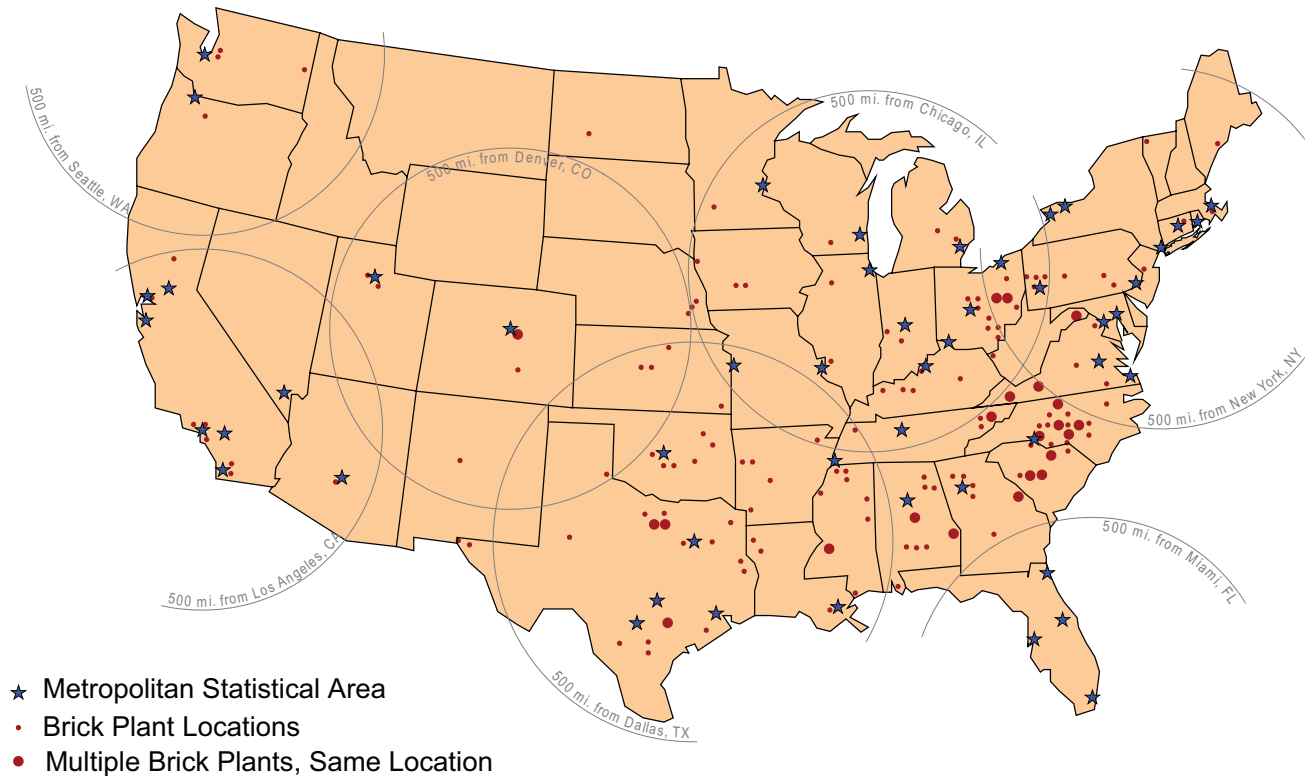 500 mi. from Seattle, WA
500 mi. from Denver, CO
500 mi. from Chicago, IL
500 mi. from New York, NY
500 mi. from Los Angeles, CA
500 mi. from Miami, FL
500 mi. from Dallas, TX
Metropolitan Statistical Area
Brick Plant Locations
Multiple Brick Plants, Same Location